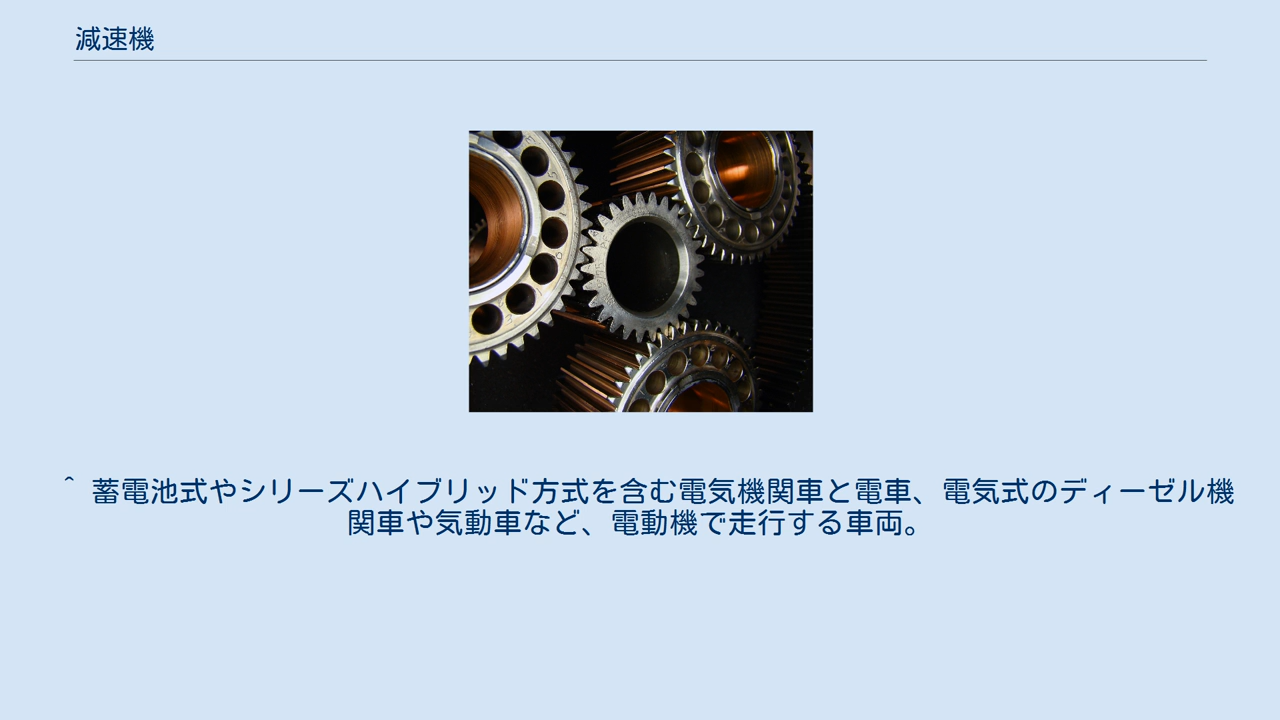 減速機
^ 蓄電池式やシリーズハイブリッド方式を含む電気機関車と電車、電気式のディーゼル機
関車や気動車など、電動機で走行する車両。